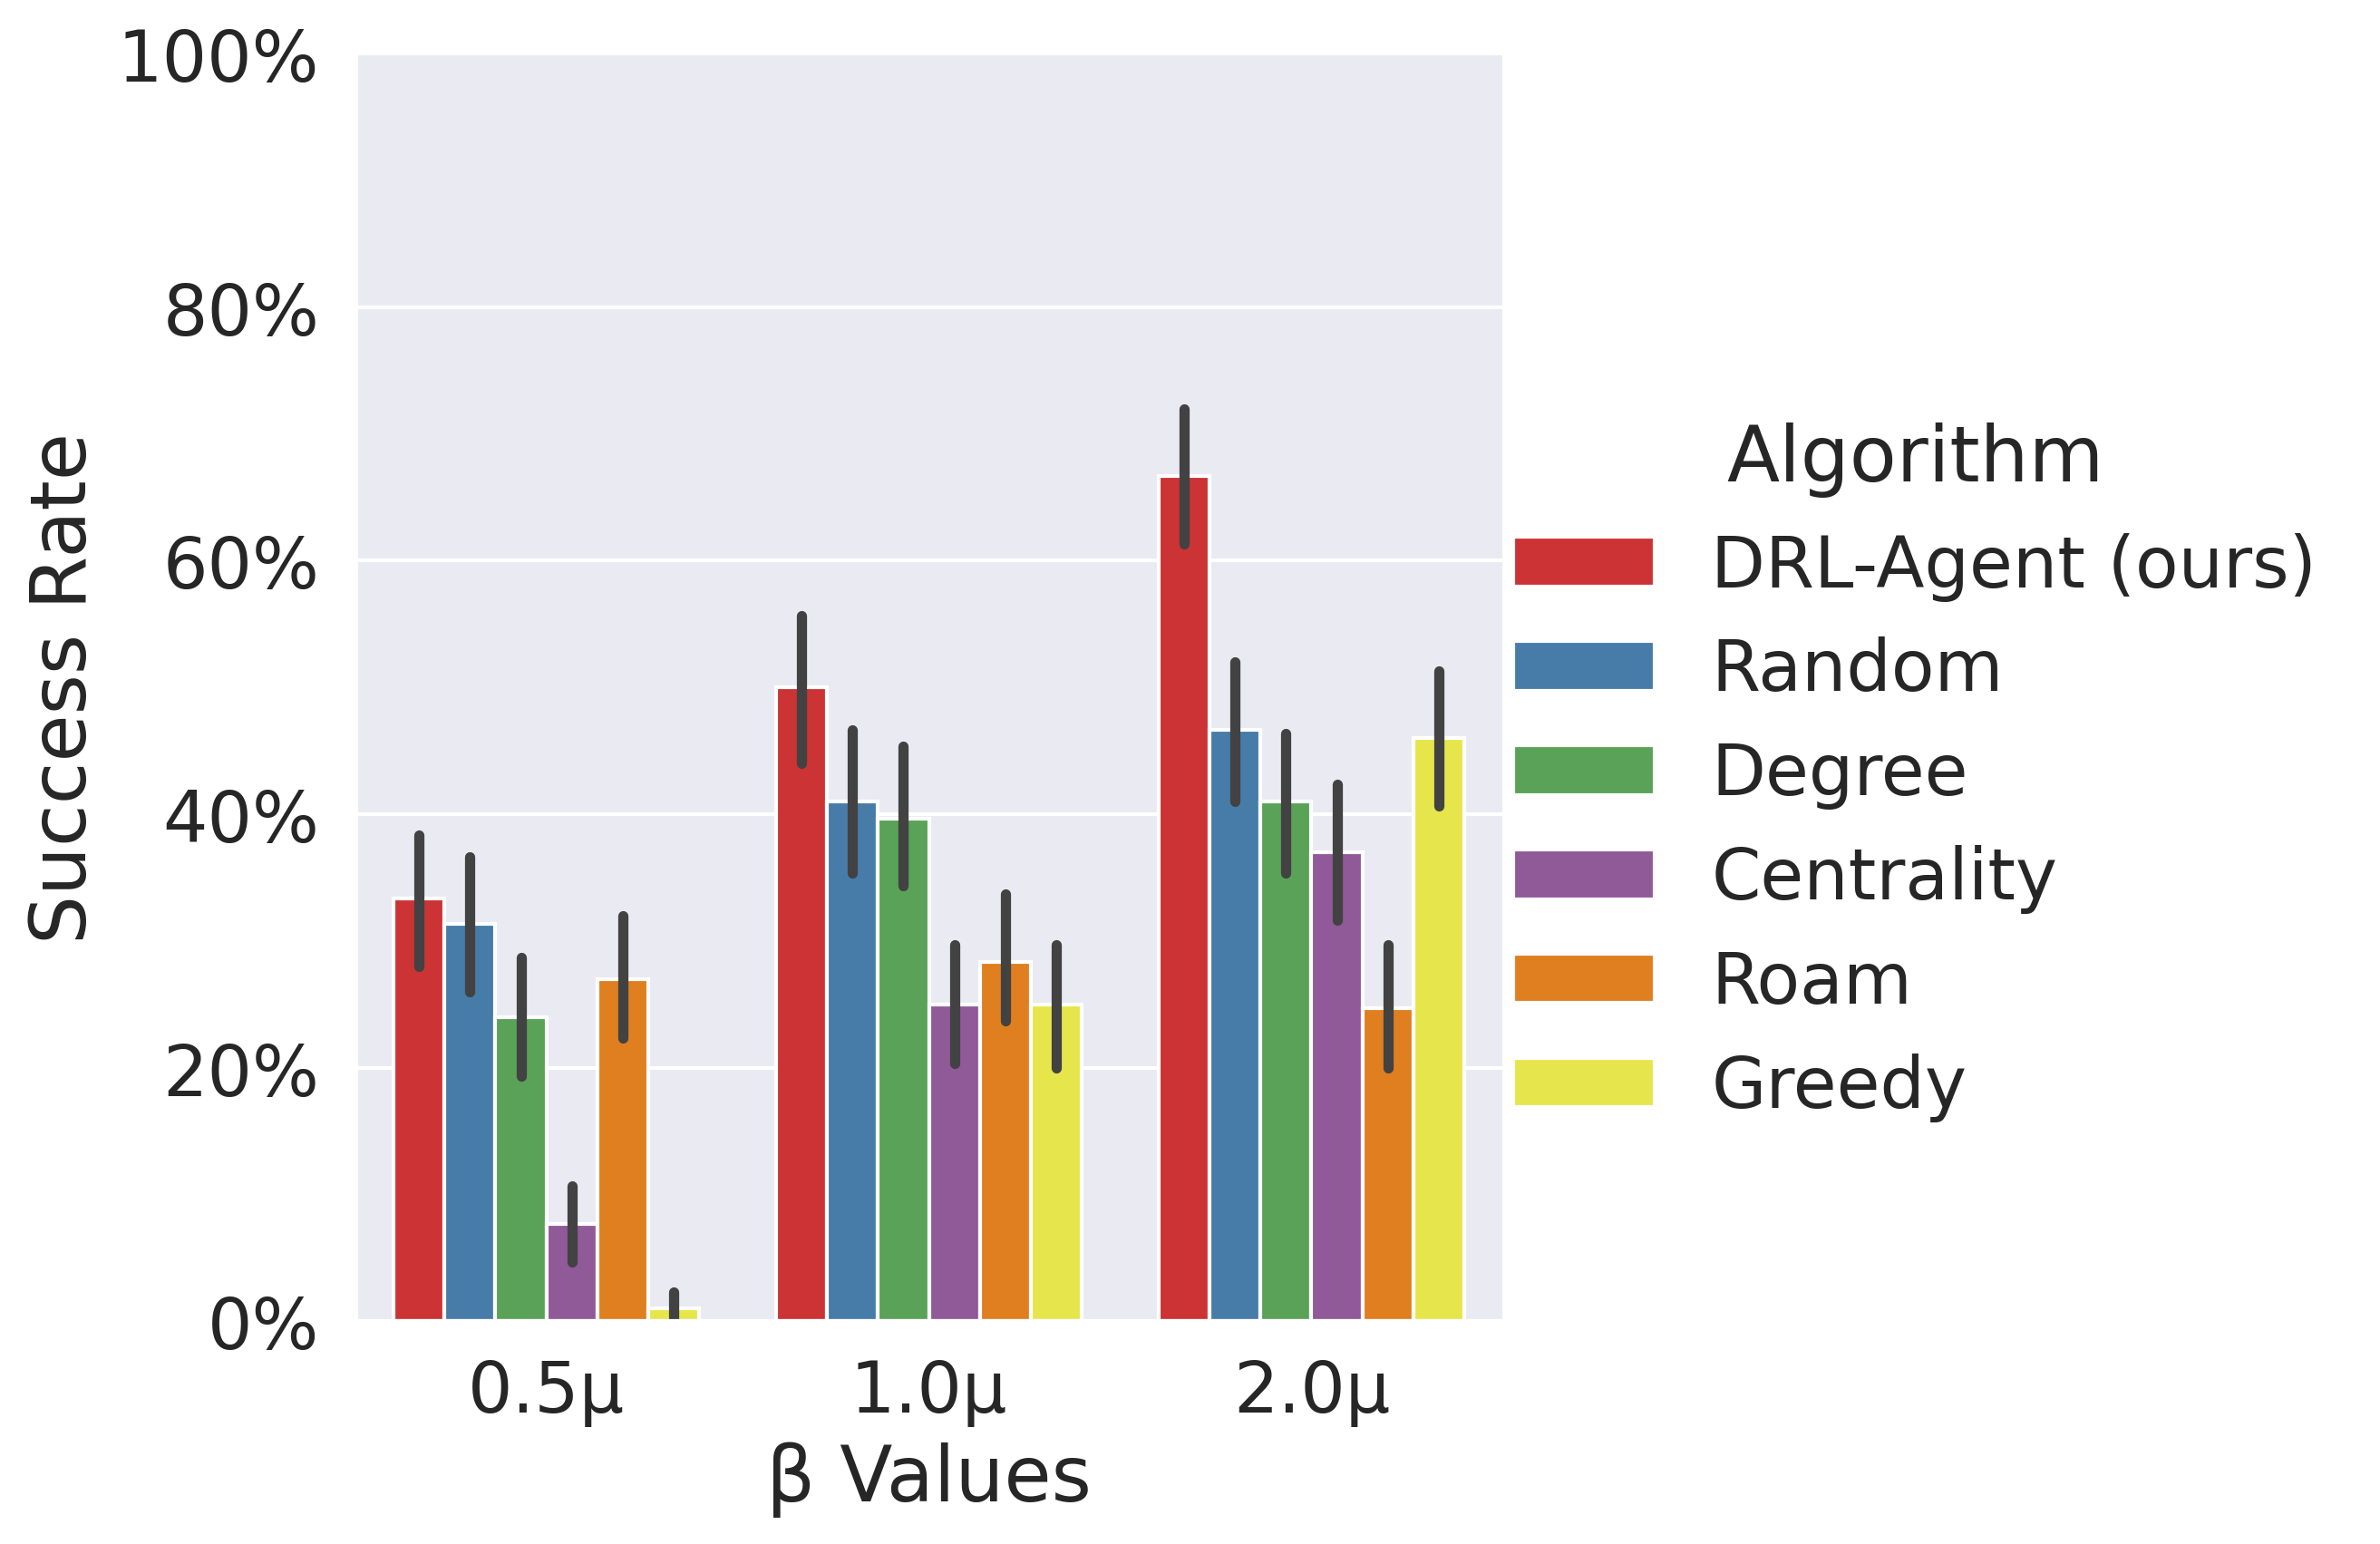 100%
80%
60%
40%
20%
0%
Success Rate
0.5µ
1.0µ
2.0µ
β Values
Algorithm
DRL-Agent (ours)
Random
Degree
Centrality
Roam
Greedy